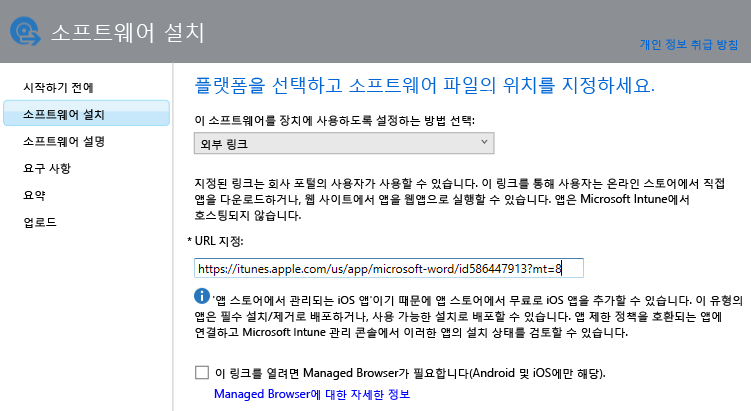 소프트웨어 설치
개인 정보 취급 방침
시작하기 전에
소프트웨어 설치
소프트웨어 설명
요구 사항
요약
업로드
플랫폼을 선택하고 소프트웨어 파일의 위치를 지정하세요.
이 소프트웨어를 장치에 사용하도록 설정하는 방법 선택:
외부 링크
지정된 링크는 회사 포털의 사용자가 사용할 수 있습니다. 이 링크를 통해 사용자는 온라인 스토어에서 직접
앱을 다운로드하거나, 웹 사이트에서 앱을 웹앱으로 실행할 수 있습니다. 앱은 Microsoft Intune에서
호스팅되지 않습니다.
* URL 지정:
https://itunes.apple.com/us/app/microsoft-word/id586447913?mt=8
'앱 스토어에서 관리되는 iOS 앱'이기 때문에 앱 스토어에서 무료로 iOS 앱을 추가할 수 있습니다. 이 유형의
앱은 필수 설치/제거로 배포하거나, 사용 가능한 설치로 배포할 수 있습니다. 앱 제한 정책을 호환되는 앱에
연결하고 Microsoft Intune 관리 콘솔에서 이러한 앱의 설치 상태를 검토할 수 있습니다.
이 링크를 열려면 Managed Browser가 필요합니다(Android 및 iOS에만 해당).
Managed Browser에 대한 자세한 정보